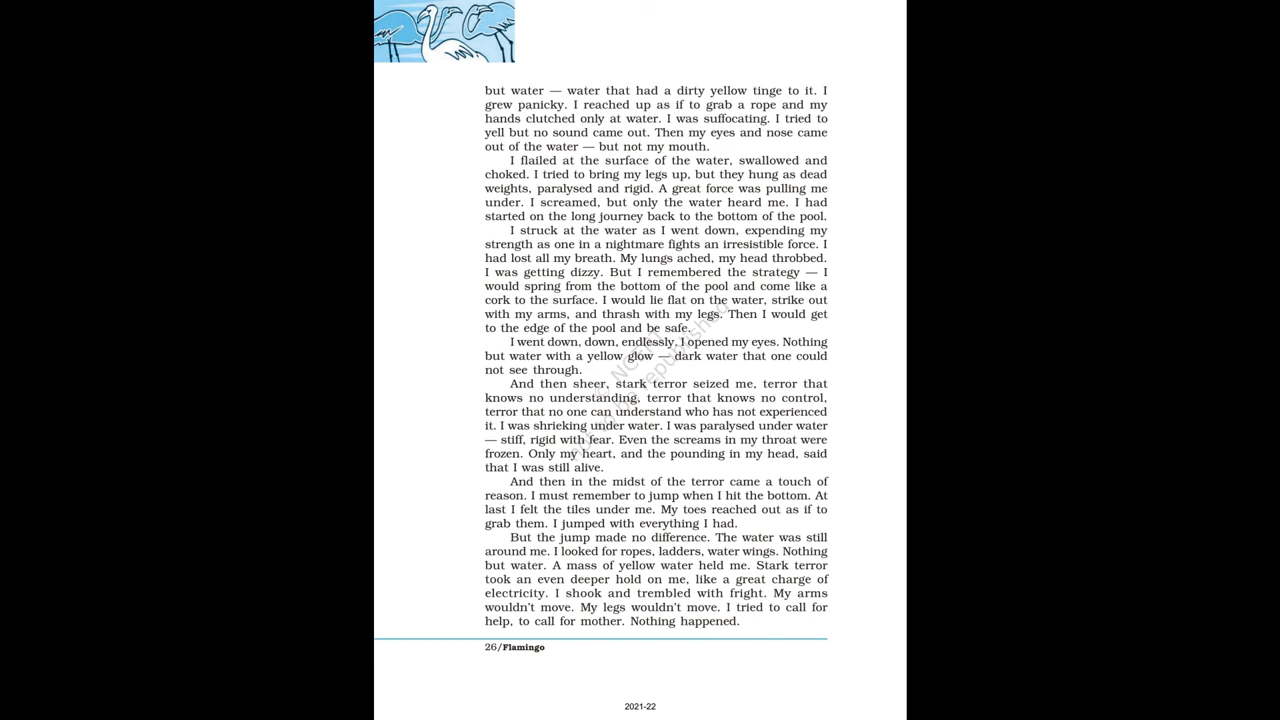 but water — water that had a dirty yellow tinge to it. I
grew panicky. I reached up as if to grab a rope and my
hands clutched only at water. I was suffocating. I tried to
yell but no sound came out. Then my eyes and nose came
out of the water — but not my mouth.
I flailed at the surface of the water, swallowed and
choked. I tried to bring my legs up, but they hung as dead
weights, paralysed and rigid. A great force was pulling me
under. I screamed, but only the water heard me. I had
started on the long journey back to the bottom of the pool.
I struck at the water as I went down, expending my
strength as one in a nightmare fights an irresistible force. I
had lost all my breath. My lungs ached, my head throbbed.
I was getting dizzy. But I remembered the strategy — I
would spring from the bottom of the pool and come like a
cork to the surface. I would lie flat on the water, strike out
with my arms, and thrash with my legs. Then I would get
to the edge of the pool and be safe.
I went down, down, endlessly. I opened my eyes. Nothing
but water with a yellow glow — dark water that one could
not see through.
And then sheer, stark terror seized me, terror that
knows no understanding, terror that knows no control,
terror that no one can understand who has not experienced
it. I was shrieking under water. I was paralysed under water
— stiff, rigid with fear. Even the screams in my throat were
frozen. Only my heart, and the pounding in my head, said
that I was still alive.
And then in the midst of the terror came a touch of
reason. I must remember to jump when I hit the bottom. At
last I felt the tiles under me. My toes reached out as if to
grab them. I jumped with everything I had.
But the jump made no difference. The water was still
around me. I looked for ropes, ladders, water wings. Nothing
but water. A mass of yellow water held me. Stark terror
took an even deeper hold on me, like a great charge of
electricity. I shook and trembled with fright. My arms
wouldn't move. My legs wouldn't move. I tried to call for
help, to call for mother. Nothing happened.
© NCERT
not to be republished
26/Flamingo
2021-22